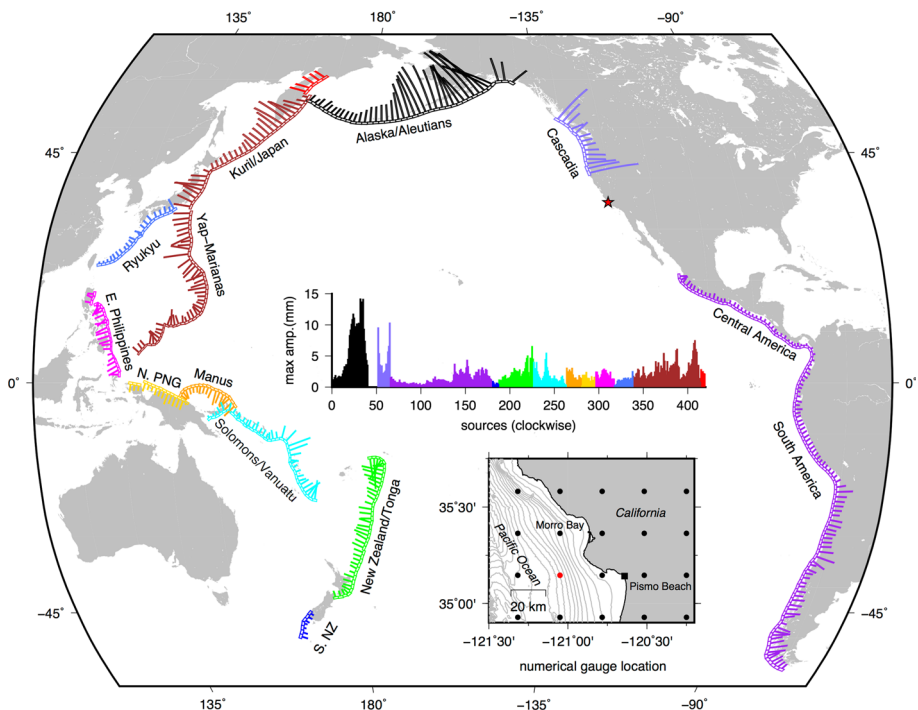 135°
180°
−135°
−90°
45°
45°
0°
0°
−45°
−45°
135°
180°
−135°
−90°
Alaska/Aleutians
Kuril/Japan
Cascadia
Ryukyu
Yap−Marianas
E. Philippines
N. PNG
Manus
Solomons/Vanuatu
New Zealand/Tonga
S. NZ
Central America
South America
max amp.(mm)
15
10
5
0
0
50
100
150
200
250
300
350
400
sources (clockwise)
35°30'
35°00'
California
Morro Bay
Pacific Ocean
Pismo Beach
20 km
−121°30'
−121°00'
−120°30'
numerical gauge location